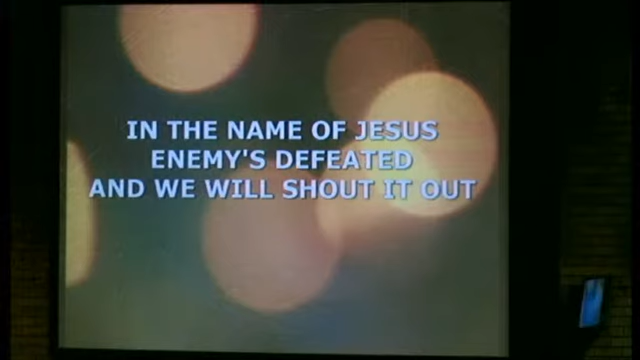 IN THE NAME OF JESUS
ENEMY'S DEFEATED
AND WE WILL SHOUT IT OUT